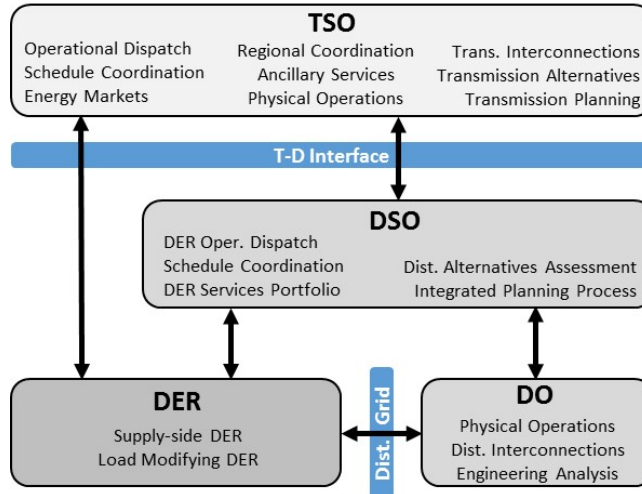 TSO
Operational Dispatch
Schedule Coordination
Energy Markets
Regional Coordination
Ancillary Services
Physical Operations
Trans. Interconnections
Transmission Alternatives
Transmission Planning
T-D Interface
DSO
DER Oper. Dispatch
Schedule Coordination
DER Services Portfolio
Dist. Alternatives Assessment
Integrated Planning Process
DER
Supply-side DER
Load Modifying DER
Dist. Grid
DO
Physical Operations
Dist. Interconnections
Engineering Analysis